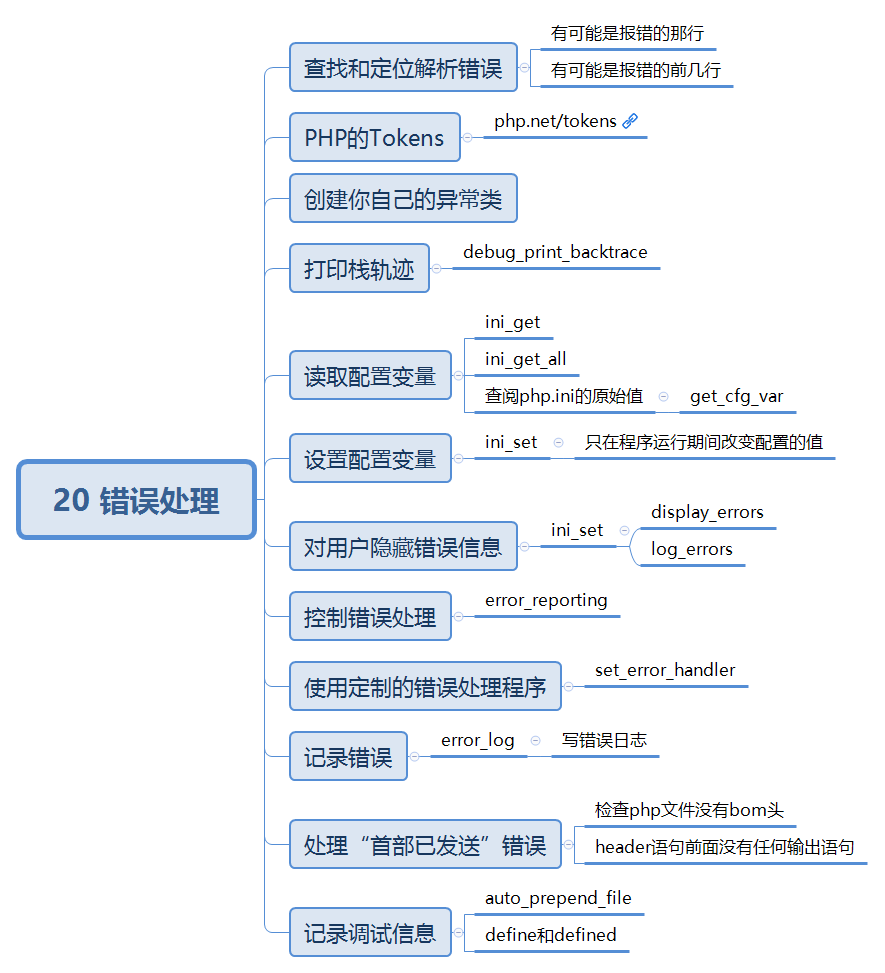 20 错误处理
查找和定位解析错误
有可能是报错的那行
有可能是报错的前几行
PHP的Tokens
php.net/tokens
创建你自己的异常类
打印栈轨迹
debug_print_backtrace
读取配置变量
ini_get
ini_get_all
查阅php.ini的原始值
get_cfg_var
设置配置变量
ini_set
只在程序运行期间改变配置的值
对用户隐藏错误信息
ini_set
display_errors
log_errors
控制错误处理
error_reporting
使用定制的错误处理程序
set_error_handler
记录错误
error_log
写错误日志
处理“首部已发送”错误
检查php文件没有bom头
header语句前面没有任何输出语句
记录调试信息
auto_prepend_file
define和defined